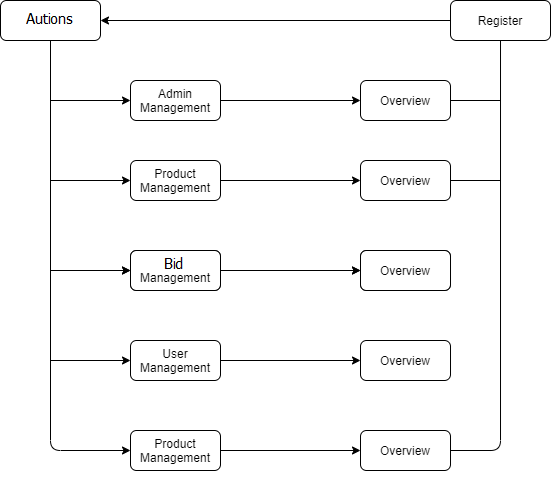 Autions
Register
Admin
Management
Overview
Product
Management
Overview
Bid
Management
Overview
User
Management
Overview
Product
Management
Overview